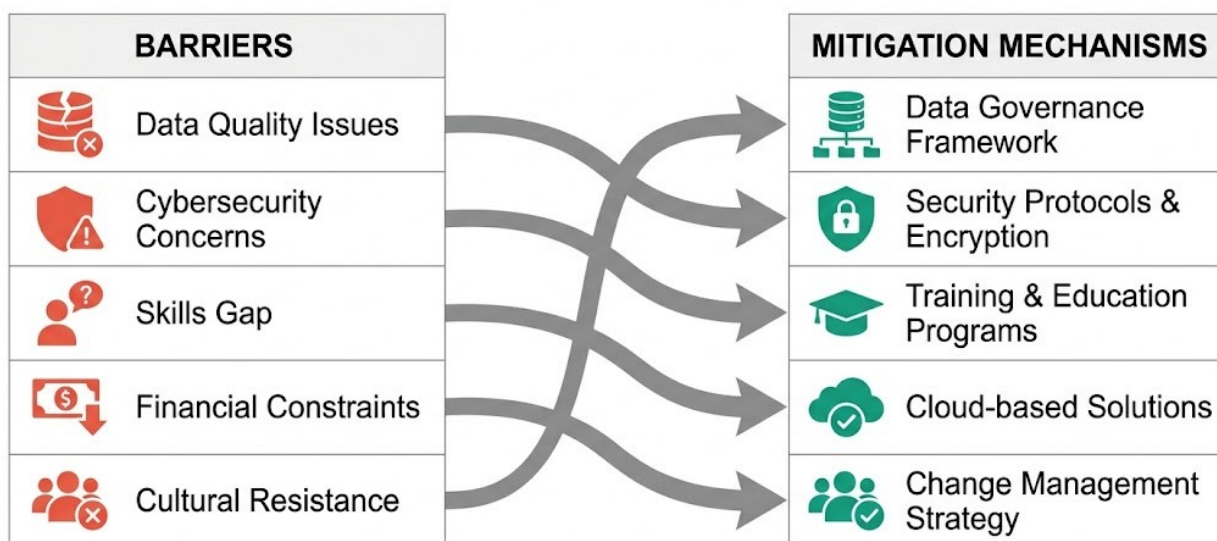 BARRIERS
Data Quality Issues
Cybersecurity
Concerns
Skills Gap
Financial Constraints
Cultural Resistance
MITIGATION MECHANISMS
Data Governance
Framework
Security Protocols &
Encryption
Training & Education
Programs
Cloud-based Solutions
Change Management
Strategy